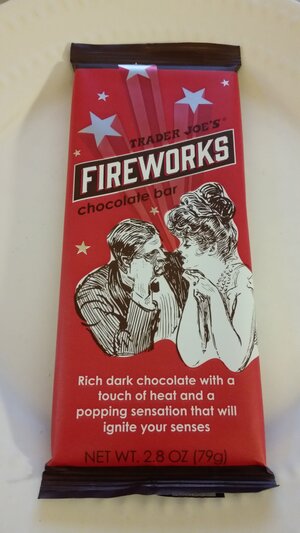 TRADER JOE'S®
FIREWORKS
chocolate bar
Rich dark chocolate with a
touch of heat and a
popping sensation that will
ignite your senses
NET WT. 2.8 OZ (79g)